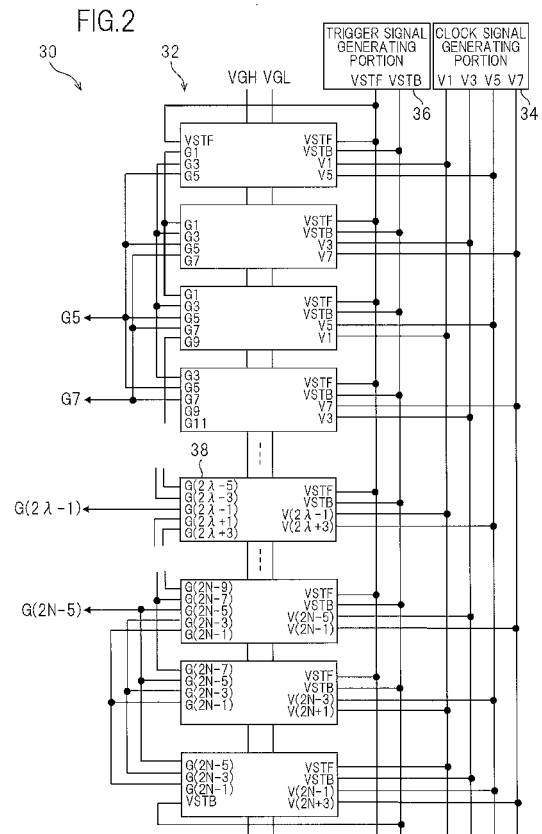 FIG.2
30
32
VGH VGL
TRIGGER SIGNAL
GENERATING
PORTION
VSTF VSTB
36
CLOCK SIGNAL
GENERATING
PORTION
V1 V3 V5 V7
34
VSTF
G1
G3
G5
VSTF
VSTB
V1
V5
G1
G3
G5
G7
VSTF
VSTB
V3
V7
G5
G1
G3
G5
G7
G9
VSTF
VSTB
V5
V1
G7
G3
G5
G7
G9
G11
VSTF
VSTB
V7
V3
38
G(2λ-1)
G(2λ-5)
G(2λ-3)
G(2λ-1)
G(2λ+1)
G(2λ+3)
VSTF
VSTB
V(2λ-1)
V(2λ+3)
G(2N-5)
G(2N-9)
G(2N-7)
G(2N-5)
G(2N-3)
G(2N-1)
VSTF
VSTB
V(2N-5)
V(2N-1)
G(2N-7)
G(2N-5)
G(2N-3)
G(2N-1)
VSTF
VSTB
V(2N-3)
V(2N+1)
G(2N-5)
G(2N-3)
G(2N-1)
VSTB
VSTF
VSTB
V(2N-1)
V(2N+3)